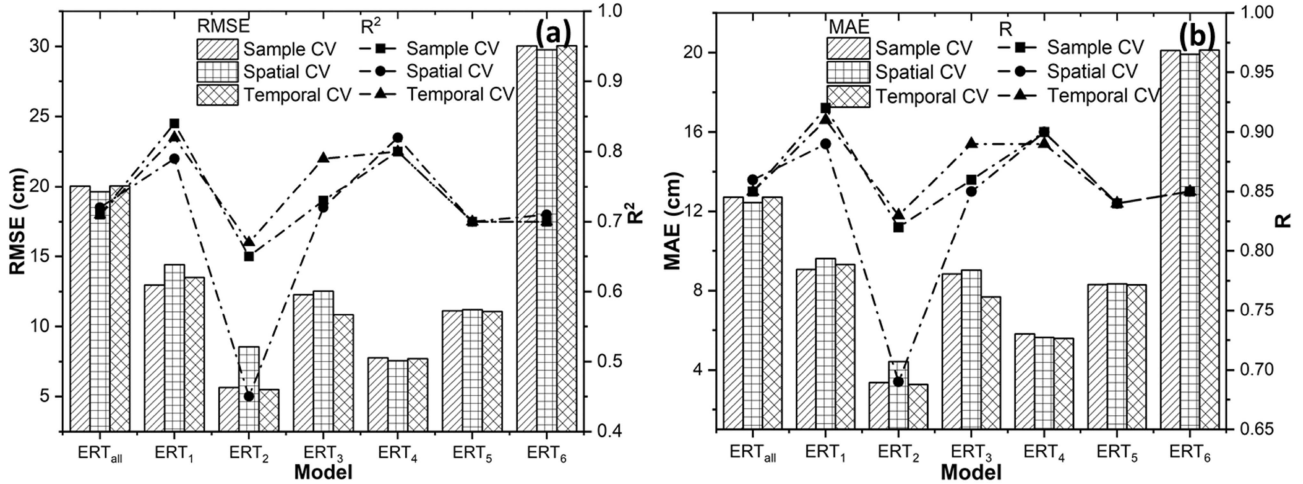 (a)
RMSE R²
Sample CV Sample CV
Spatial CV Spatial CV
Temporal CV Temporal CV
RMSE (cm)
30
25
20
15
10
5
R²
1.0
0.9
0.8
0.7
0.6
0.5
0.4
ERTall ERT1 ERT2 ERT3 ERT4 ERT5 ERT6
Model
(b)
MAE R
Sample CV Sample CV
Spatial CV Spatial CV
Temporal CV Temporal CV
MAE (cm)
20
16
12
8
4
R
1.00
0.95
0.90
0.85
0.80
0.75
0.70
0.65
ERTall ERT1 ERT2 ERT3 ERT4 ERT5 ERT6
Model